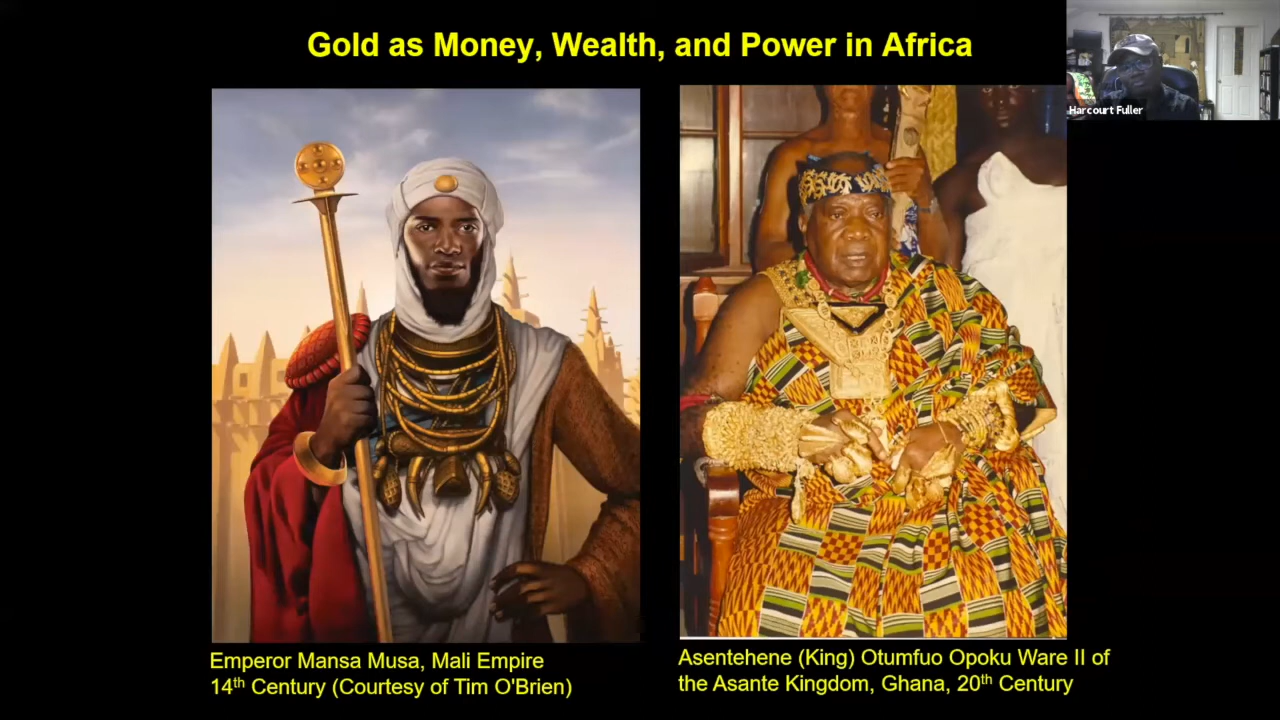 Gold as Money, Wealth, and Power in Africa
Harcourt Fuller
Emperor Mansa Musa, Mali Empire
14th Century (Courtesy of Tim O'Brien)
Asentehene (King) Otumfuo Opoku Ware II of
the Asante Kingdom, Ghana, 20th Century